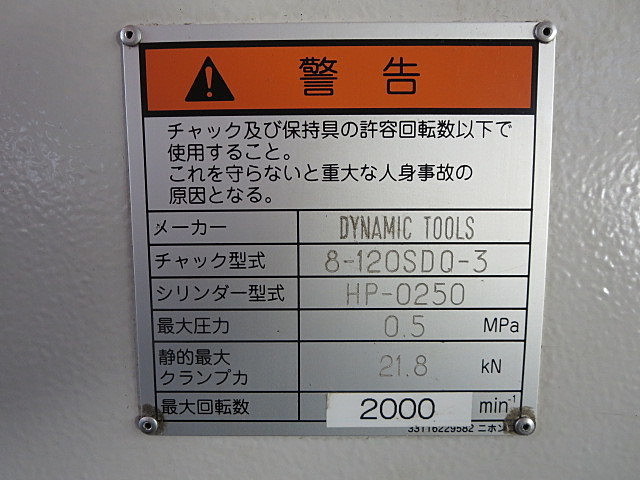 警告
チャック及び保持具の許容回転数以下で
使用すること。
これを守らないと重大な人身事故の
原因となる。
メーカー DYNAMIC TOOLS
チャック型式 8-120SDQ-3
シリンダー型式 HP-0250
最大圧力 0.5 MPa
静的最大
クランプ力 21.8 kN
最大回転数 2000 min⁻¹
33116229582 ニホン